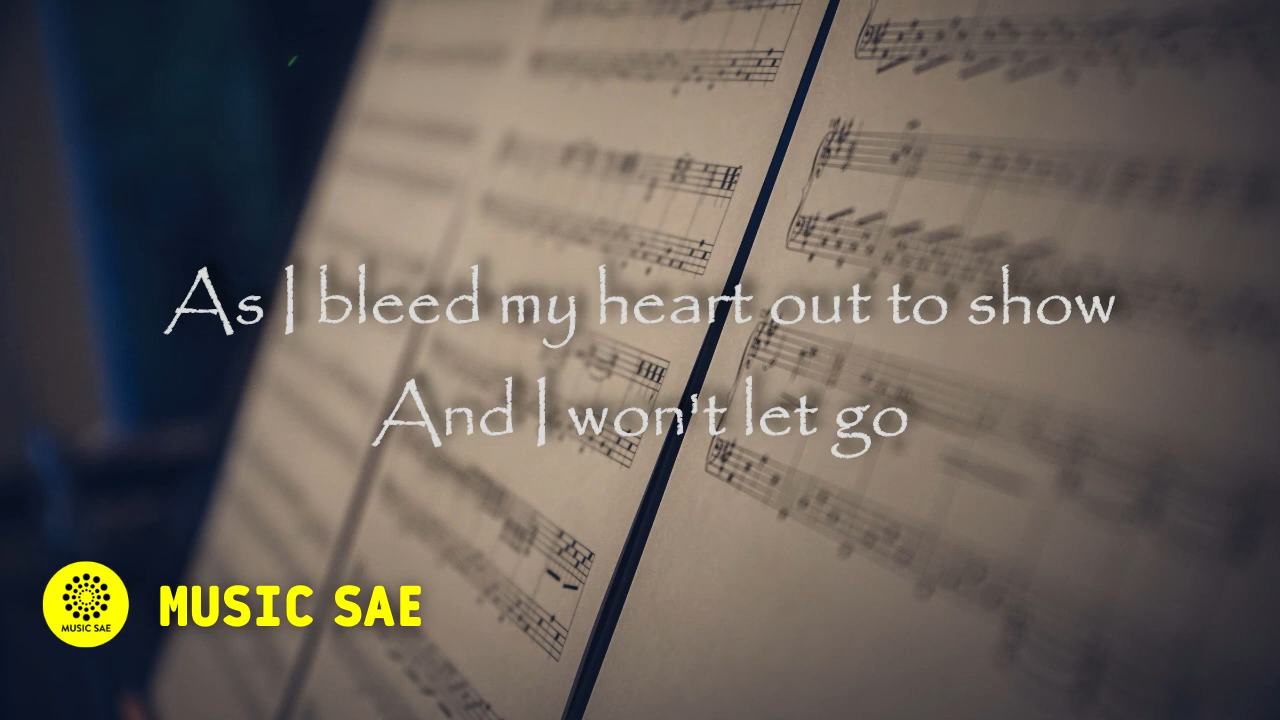 As I bleed my heart out to show
And I won't let go
MUSIC SAE
MUSIC SAE